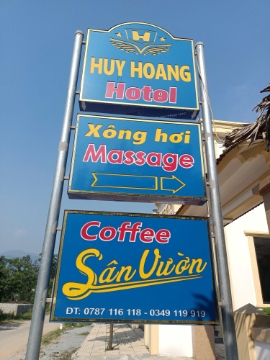 H
HUY HOANG
Hotel
Xông hơi
Massage
Coffee
Sân Vườn
ĐT: 0787 116 118 - 0349 119 919